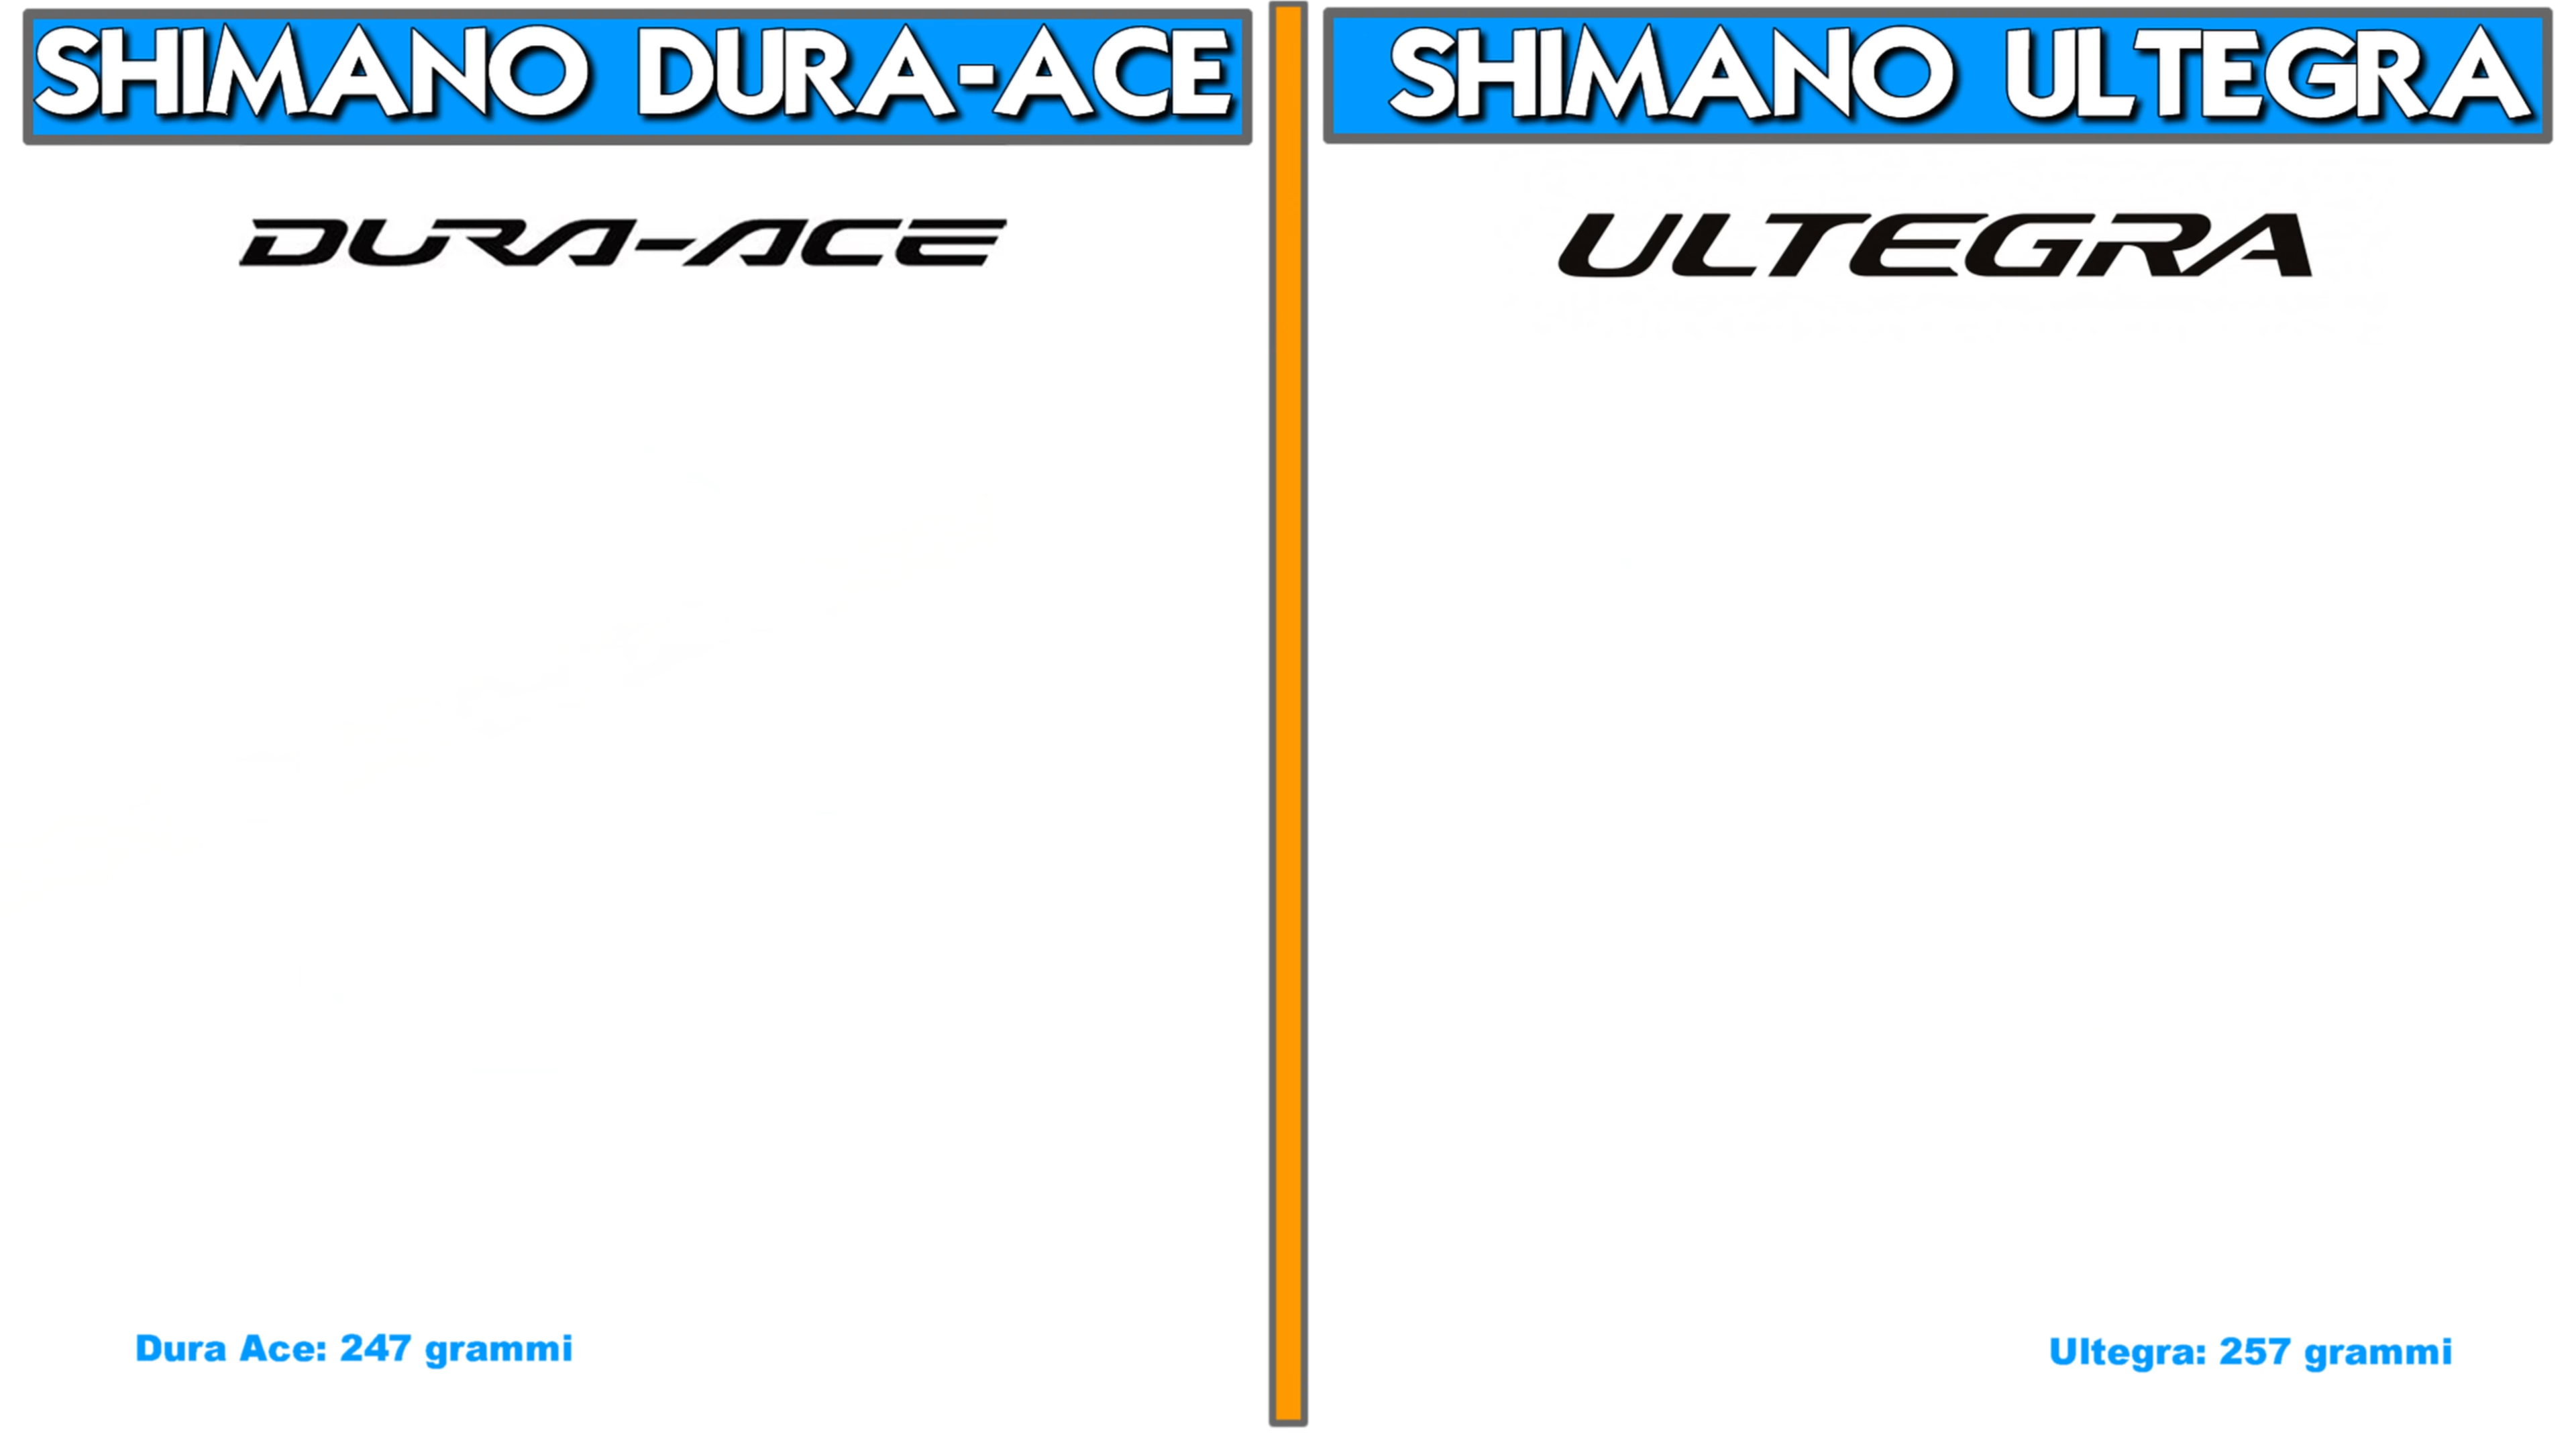 SHIMANO DURA-ACE
SHIMANO ULTEGRA
DURA-ACE
ULTEGRA
Dura Ace: 247 grammi
Ultegra: 257 grammi